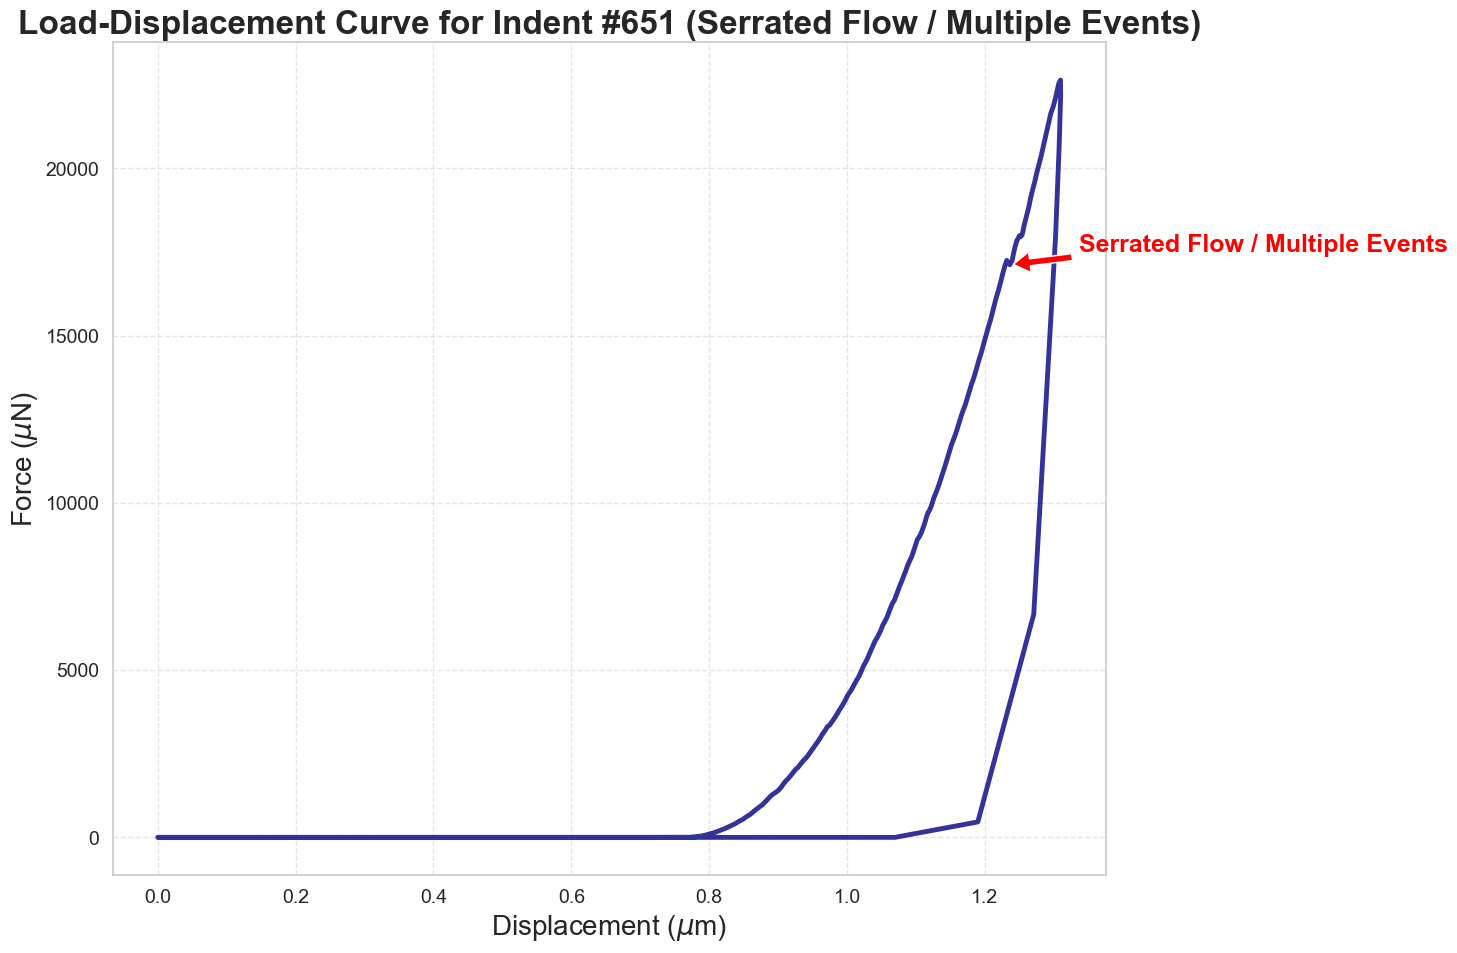 Load-Displacement Curve for Indent #651 (Serrated Flow / Multiple Events)
20000
Serrated Flow / Multiple Events
15000
Force (μN)
10000
5000
0
0.0 0.2 0.4 0.6 0.8 1.0 1.2
Displacement (μm)